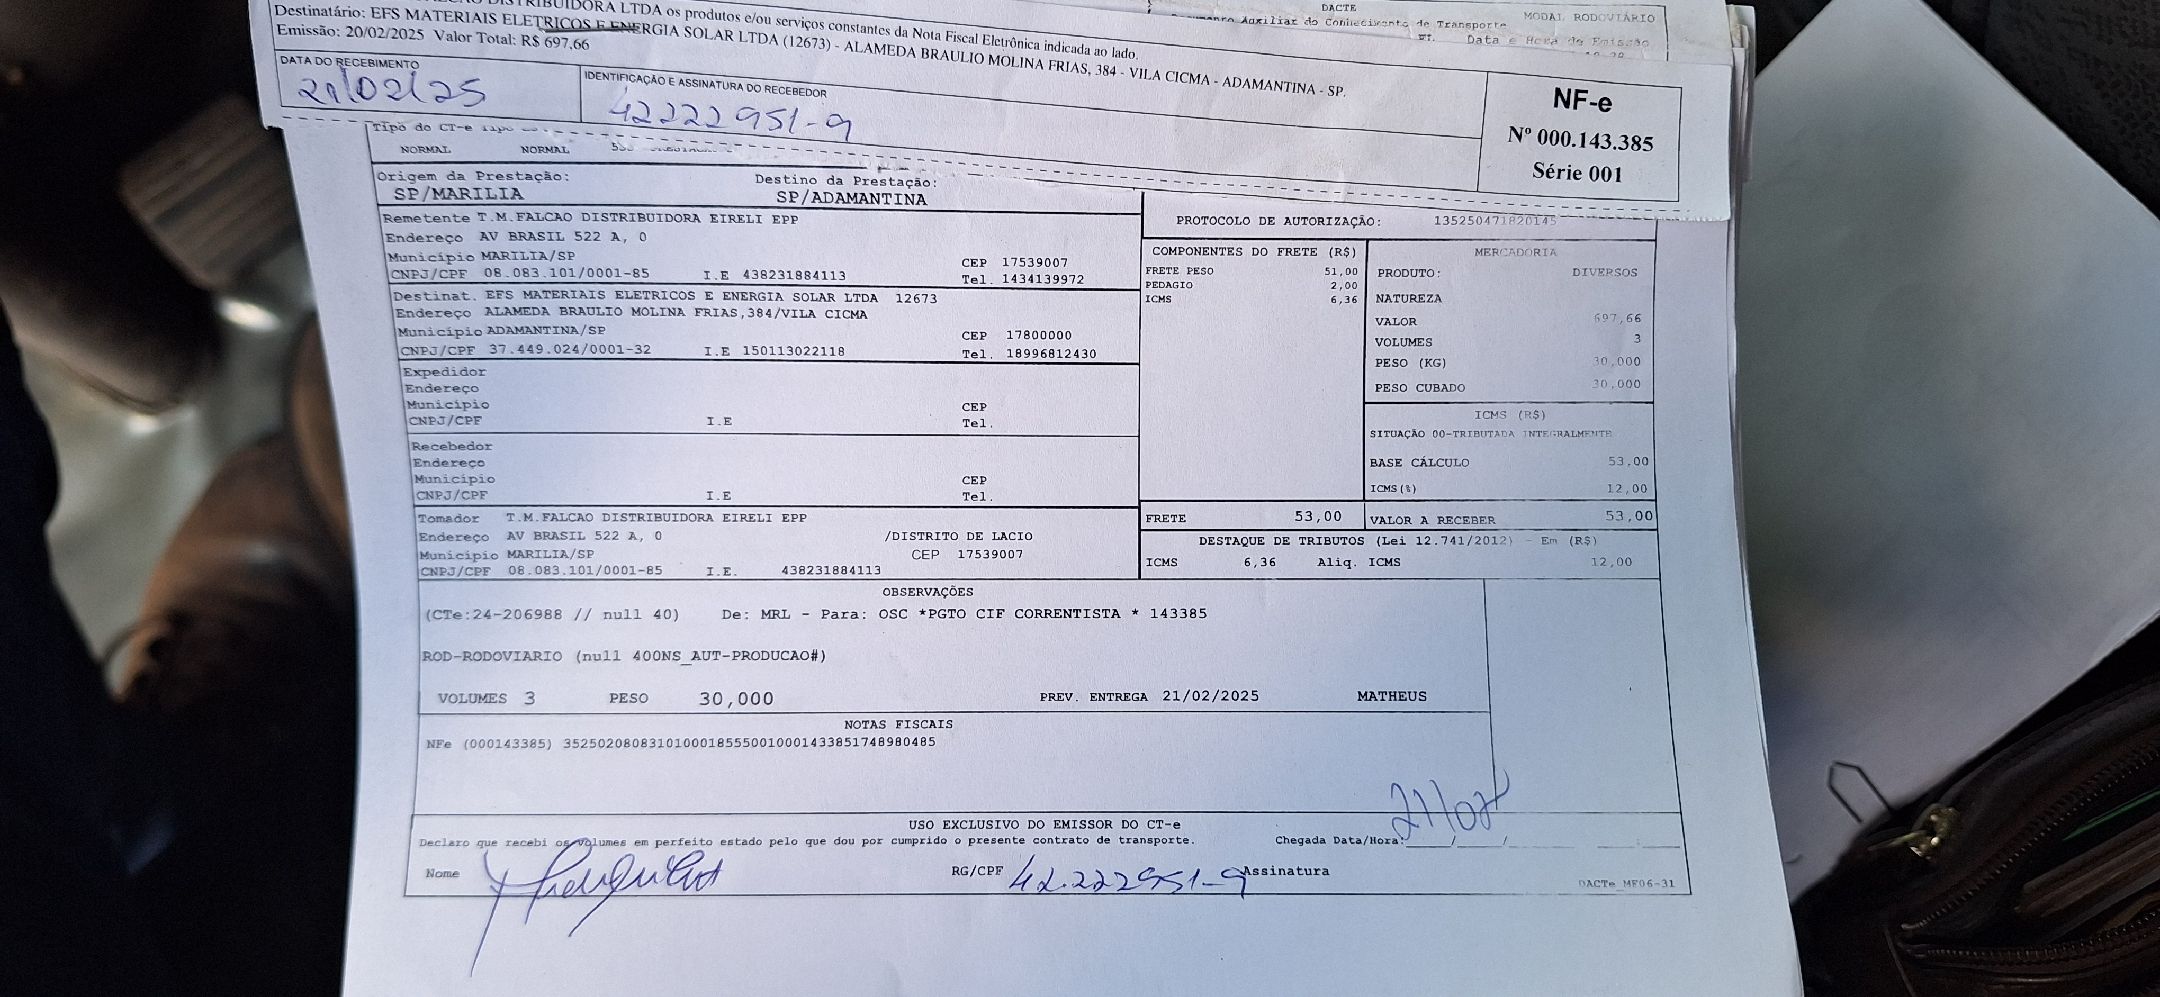 DISTRIBUIDORA LTDA os produtos e/ou serviços constantes da Nota Fiscal Eletrônica indicada ao lado.
Destinatário: EFS MATERIAIS ELETRICOS E ENERGIA SOLAR LTDA (12673) - ALAMEDA BRAULIO MOLINA FRIAS, 384 - VILA CICMA - ADAMANTINA - SP.
Emissão: 20/02/2025 Valor Total: R$ 697,66
DACTE
Auxiliar do Conhecimento de Transporte
MODAL RODOVIÁRIO
Data e Hora de Emissão
DATA DO RECEBIMENTO
21/02/25
IDENTIFICAÇÃO E ASSINATURA DO RECEBEDOR
42222951-9
NF-e
Nº 000.143.385
Série 001
Tipo do CT-e
NORMAL NORMAL
Origem da Prestação: Destino da Prestação:
SP/MARILIA SP/ADAMANTINA
Remetente T.M.FALCAO DISTRIBUIDORA EIRELI EPP
Endereço AV BRASIL 522 A, 0
Município MARILIA/SP CEP 17539007
CNPJ/CPF 08.083.101/0001-85 I.E 438231884113 Tel. 1434139972
Destinat. EFS MATERIAIS ELETRICOS E ENERGIA SOLAR LTDA 12673
Endereço ALAMEDA BRAULIO MOLINA FRIAS,384/VILA CICMA
Município ADAMANTINA/SP CEP 17800000
CNPJ/CPF 37.449.024/0001-32 I.E 150113022118 Tel. 18996812430
Expedidor
Endereço
Município CEP
CNPJ/CPF I.E Tel.
Recebedor
Endereço
Município CEP
CNPJ/CPF I.E Tel.
Tomador T.M.FALCAO DISTRIBUIDORA EIRELI EPP
Endereço AV BRASIL 522 A, 0 /DISTRITO DE LACIO
Município MARILIA/SP CEP 17539007
CNPJ/CPF 08.083.101/0001-85 I.E. 438231884113
PROTOCOLO DE AUTORIZAÇÃO: 135250471820145
COMPONENTES DO FRETE (R$)
FRETE PESO 51,00
PEDAGIO 2,00
ICMS 6,36
MERCADORIA
PRODUTO: DIVERSOS
NATUREZA
VALOR 697,66
VOLUMES 3
PESO (KG) 30,000
PESO CUBADO 30,000
ICMS (R$)
SITUAÇÃO 00-TRIBUTADA INTEGRALMENTE
BASE CÁLCULO 53,00
ICMS(%) 12,00
FRETE 53,00 VALOR A RECEBER 53,00
DESTAQUE DE TRIBUTOS (Lei 12.741/2012) - Em (R$)
ICMS 6,36 Aliq. ICMS 12,00
OBSERVAÇÕES
(CTe:24-206988 // null 40) De: MRL - Para: OSC *PGTO CIF CORRENTISTA * 143385
ROD-RODOVIARIO (null 400NS_AUT-PRODUCAO#)
VOLUMES 3 PESO 30,000 PREV. ENTREGA 21/02/2025 MATHEUS
NOTAS FISCAIS
NFe (000143385) 35250208083101000185550010001433851748980485
USO EXCLUSIVO DO EMISSOR DO CT-e
Declaro que recebi os volumes em perfeito estado pelo que dou por cumprido o presente contrato de transporte. Chegada Data/Hora: 21/02
Nome RG/CPF 42.222951-9 Assinatura
DACTe_MF06-31